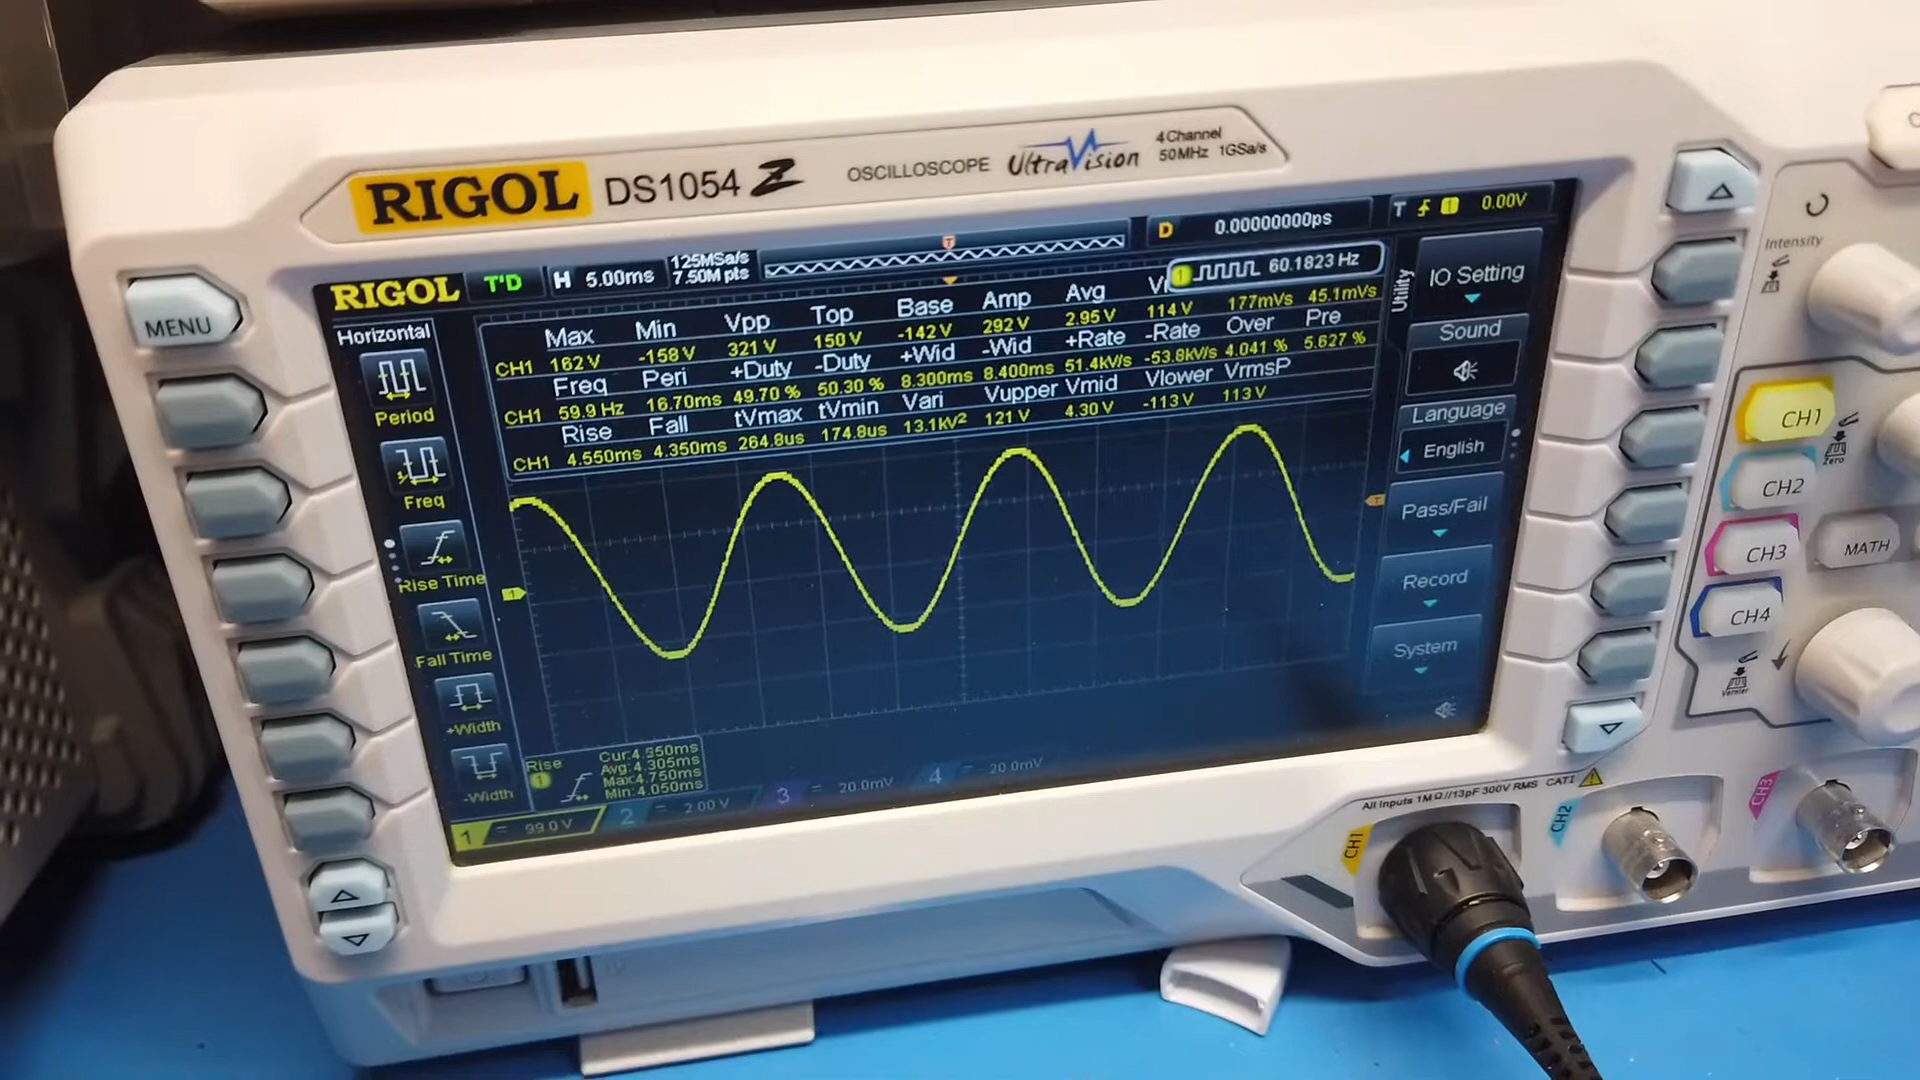 RIGOL DS1054Z OSCILLOSCOPE UltraVision 4 Channel
50MHz 1GSa/s
MENU
RIGOL T'D H 5.00ms 125MSa/s
7.50M pts
D 0.00000000ps
T 1 0.00V
1 60.1823 Hz
Horizontal
Period
Freq
Rise Time
Fall Time
+Width
-Width
Max Min Vpp Top Base Amp Avg
CH1 162 V -158 V 321 V 150 V -142 V 292 V 2.95 V 114 V 177mVs 45.1mVs
Freq Peri +Duty -Duty +Wid -Wid +Rate -Rate Over Pre
CH1 59.9 Hz 16.70ms 49.70 % 50.30 % 8.300ms 8.400ms 51.4kV/s -53.8kV/s 4.041 % 5.627 %
Rise Fall tVmax tVmin Vari Vupper Vmid Vlower VrmsP
CH1 4.550ms 4.350ms 264.8us 174.8us 13.1kV² 121 V 4.30 V -113 V 113 V
1
T
Rise
1
Cur:4.550ms
Avg:4.305ms
Max:4.750ms
Min:4.050ms
1 = 99.0 V 2 = 2.00 V 3 = 20.0mV 4 = 20.0mV
Utility
IO Setting
Sound
Language
English
Pass/Fail
Record
System
Intensity
CH1
CH2
CH3
CH4
MATH
Zero
Vernier
All Inputs 1MΩ//13pF 300V RMS CATI
CH1
CH2
CH3